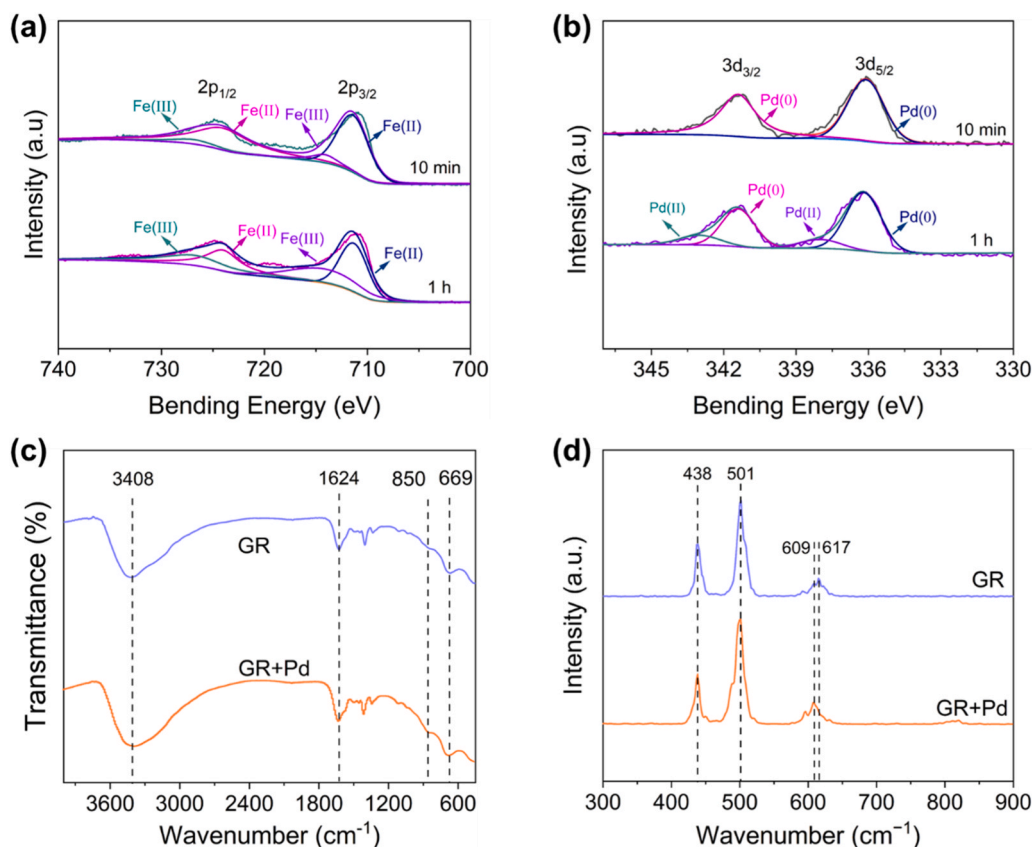 (a)
2p1/2
2p3/2
Fe(III)
Fe(II)
Fe(III)
Fe(II)
10 min
Fe(III)
Fe(II)
Fe(III)
Fe(II)
1 h
Intensity (a.u)
740
730
720
710
700
Bending Energy (eV)
(b)
3d3/2
3d5/2
Pd(0)
Pd(0)
10 min
Pd(II)
Pd(0)
Pd(II)
Pd(0)
1 h
Intensity (a.u)
345
342
339
336
333
330
Bending Energy (eV)
(c)
3408
1624
850
669
GR
GR+Pd
Transmittance (%)
3600
3000
2400
1800
1200
600
Wavenumber (cm−1)
(d)
438
501
609
617
GR
GR+Pd
Intensity (a.u.)
300
400
500
600
700
800
900
Wavenumber (cm−1)